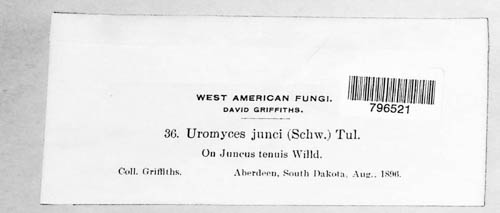 WEST AMERICAN FUNGI.
DAVID GRIFFITHS.
796521
36. Uromyces junci (Schw.) Tul.
On Juncus tenuis Willd.
Coll. Griffiths. Aberdeen, South Dakota, Aug., 1896.